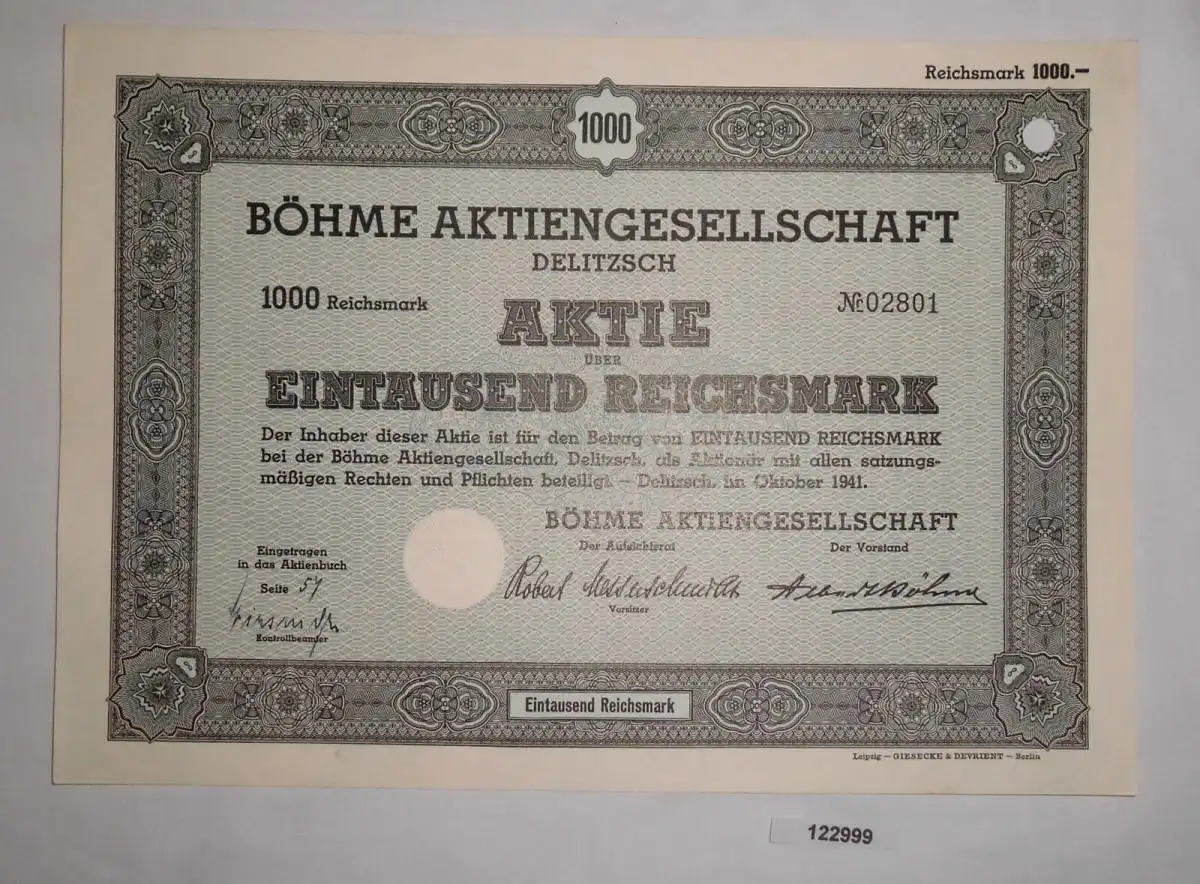 Reichsmark 1000.—
1000
BÖHME AKTIENGESELLSCHAFT
DELITZSCH
1000 Reichsmark
№ 02801
AKTIE
ÜBER
EINTAUSEND REICHSMARK
Der Inhaber dieser Aktie ist für den Betrag von EINTAUSEND REICHSMARK
bei der Böhme Aktiengesellschaft, Delitzsch, als Aktionär mit allen satzungs-
mäßigen Rechten und Pflichten beteiligt. — Delitzsch, im Oktober 1941.
BÖHME AKTIENGESELLSCHAFT
Der Aufsichtsrat
Der Vorstand
Eingetragen
in das Aktienbuch
Seite 57
Kontrollbeamter
Robert
Vorsitzer
Böhme
Eintausend Reichsmark
Leipzig — GIESECKE & DEVRIENT — Berlin
122999